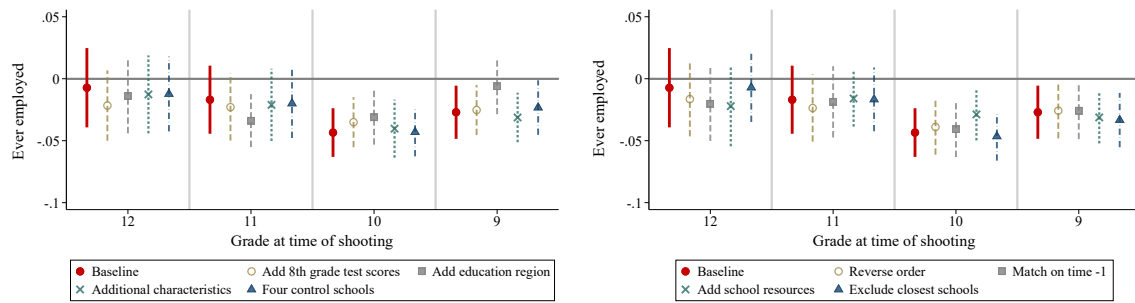 .05
0
-.05
-.1
Ever employed
12 11 10 9
Grade at time of shooting
Baseline Add 8th grade test scores Add education region
Additional characteristics Four control schools
.05
0
-.05
-.1
Ever employed
12 11 10 9
Grade at time of shooting
Baseline Reverse order Match on time -1
Add school resources Exclude closest schools